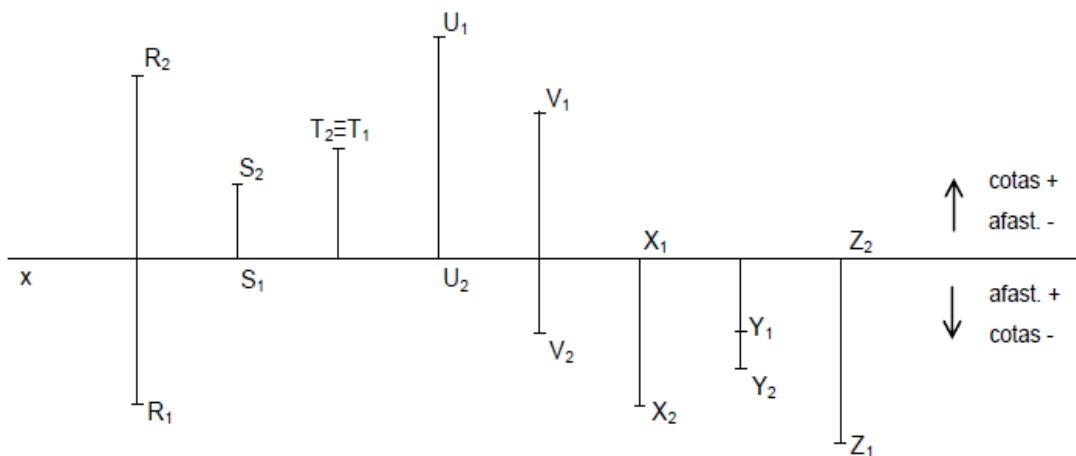 U₁
R₂
V₁
T₂≡T₁
S₂
cotas +
afast. -
X₁
Z₂
x
S₁
U₂
afast. +
cotas -
Y₁
V₂
Y₂
R₁
X₂
Z₁